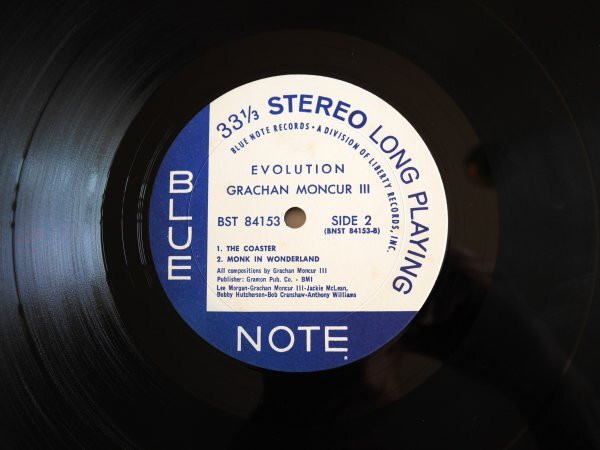 33⅓ STEREO LONG PLAYING
BLUE NOTE RECORDS • A DIVISION OF LIBERTY RECORDS, INC.
EVOLUTION
GRACHAN MONCUR III
BST 84153 SIDE 2
(BNST 84153-B)
1. THE COASTER
2. MONK IN WONDERLAND
All compositions by Grachan Moncur III
Publisher: Gramon Pub. Co. - BMI
Lee Morgan-Grachan Moncur III-Jackie McLean,
Bobby Hutcherson-Bob Cranshaw-Anthony Williams
BLUE
NOTE